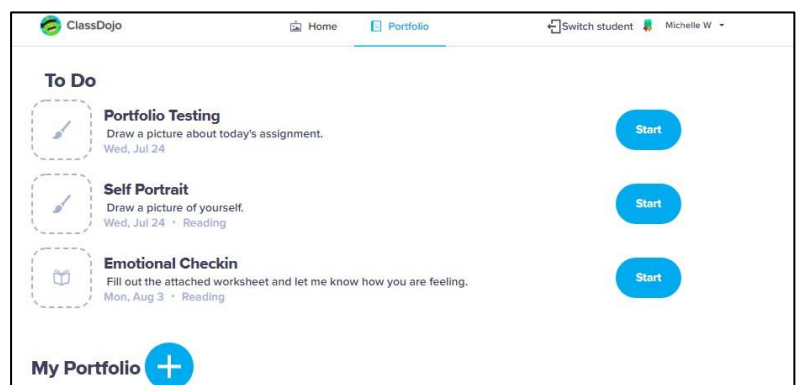 ClassDojo
Home
Portfolio
Switch student
Michelle W
To Do
Portfolio Testing
Draw a picture about today's assignment.
Wed, Jul 24
Start
Self Portrait
Draw a picture of yourself.
Wed, Jul 24 • Reading
Start
Emotional Checkin
Fill out the attached worksheet and let me know how you are feeling.
Mon, Aug 3 • Reading
Start
My Portfolio